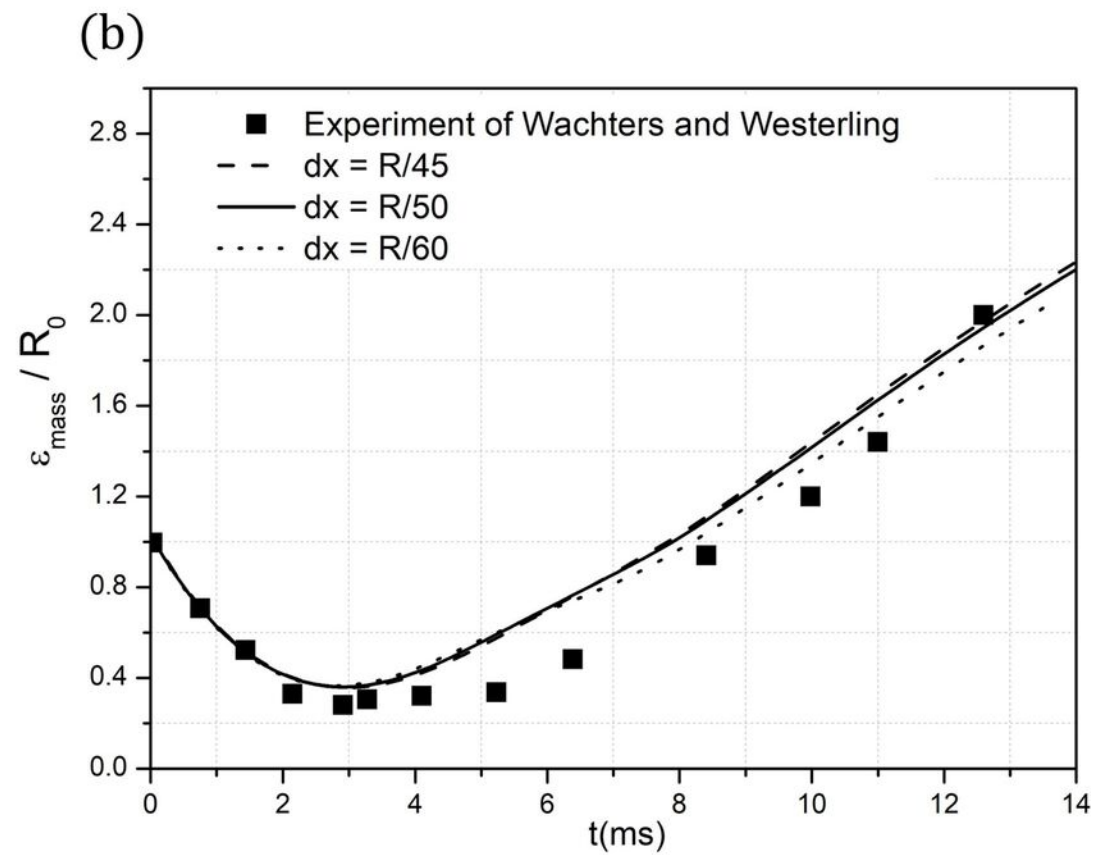 (b)
Experiment of Wachters and Westerling
dx = R/45
dx = R/50
dx = R/60
2.8
2.4
2.0
1.6
1.2
0.8
0.4
0.0
ε_mass / R_0
0 2 4 6 8 10 12 14
t(ms)